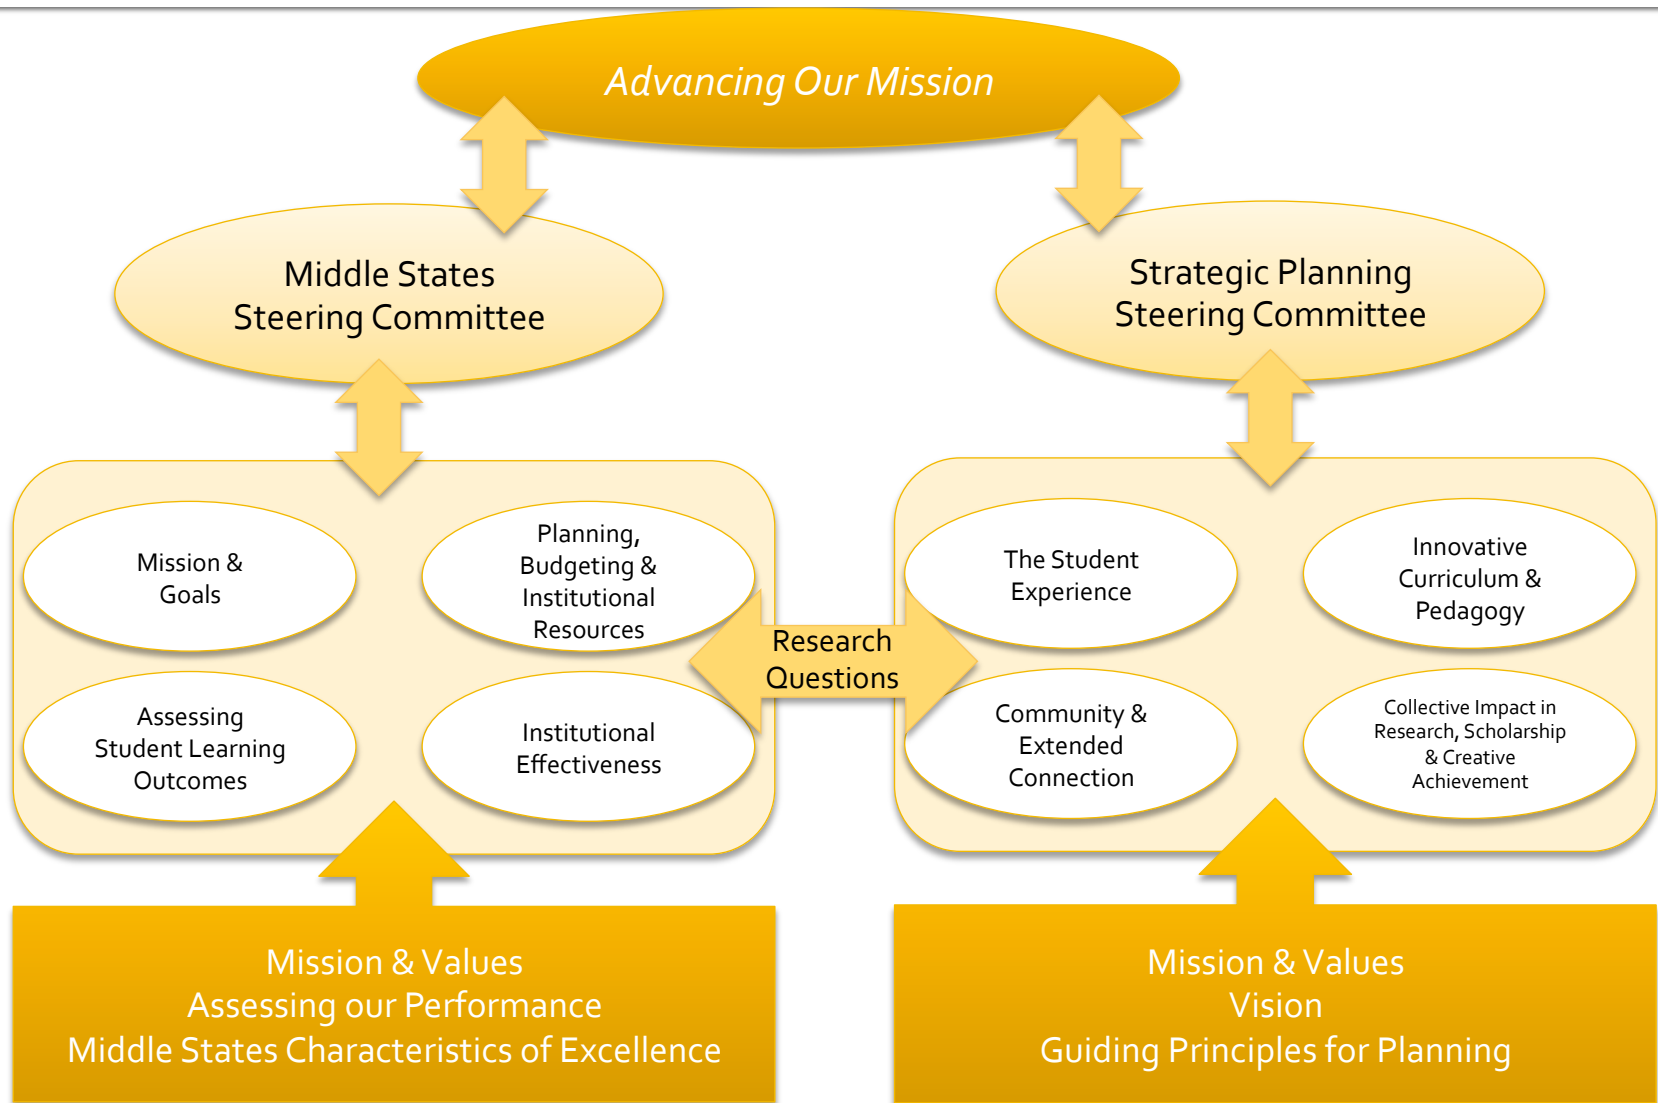 Advancing Our Mission
Middle States
Steering Committee
Strategic Planning
Steering Committee
Mission &
Goals
Planning,
Budgeting &
Institutional
Resources
Assessing
Student Learning
Outcomes
Institutional
Effectiveness
Research
Questions
The Student
Experience
Innovative
Curriculum &
Pedagogy
Community &
Extended
Connection
Collective Impact in
Research, Scholarship
& Creative
Achievement
Mission & Values
Assessing our Performance
Middle States Characteristics of Excellence
Mission & Values
Vision
Guiding Principles for Planning